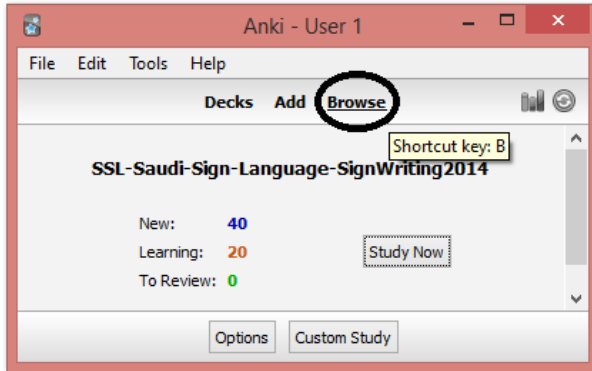 Anki - User 1
File Edit Tools Help
Decks Add Browse
Shortcut key: B
SSL-Saudi-Sign-Language-SignWriting2014
New: 40
Learning: 20 Study Now
To Review: 0
Options Custom Study